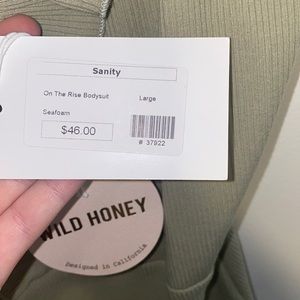 Sanity
On The Rise Bodysuit Large
Seafoam
$46.00
# 37922
WILD HONEY
Designed in California